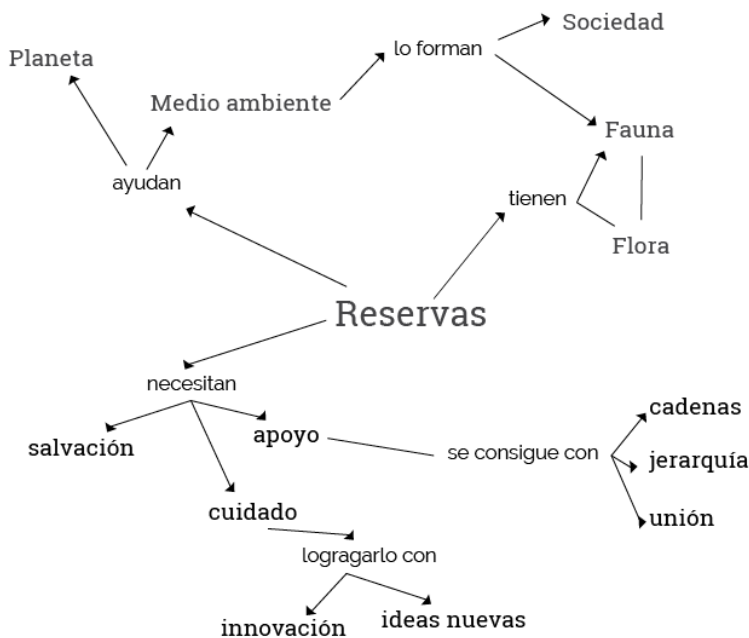 Sociedad
lo forman
Planeta
Medio ambiente
Fauna
ayudan
tienen
Flora
Reservas
necesitan
cadenas
salvación
apoyo
se consigue con
jerarquía
cuidado
unión
logragarlo con
innovación
ideas nuevas